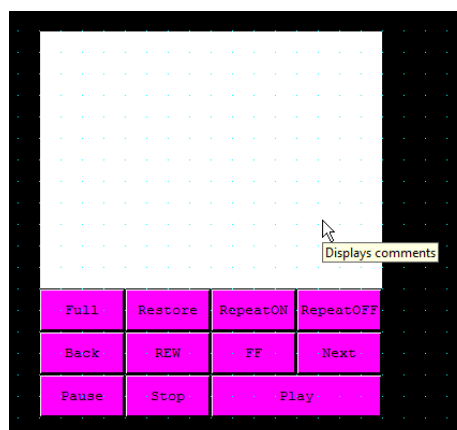 Displays comments
Full Restore RepeatON RepeatOFF
Back REW FF Next
Pause Stop Play